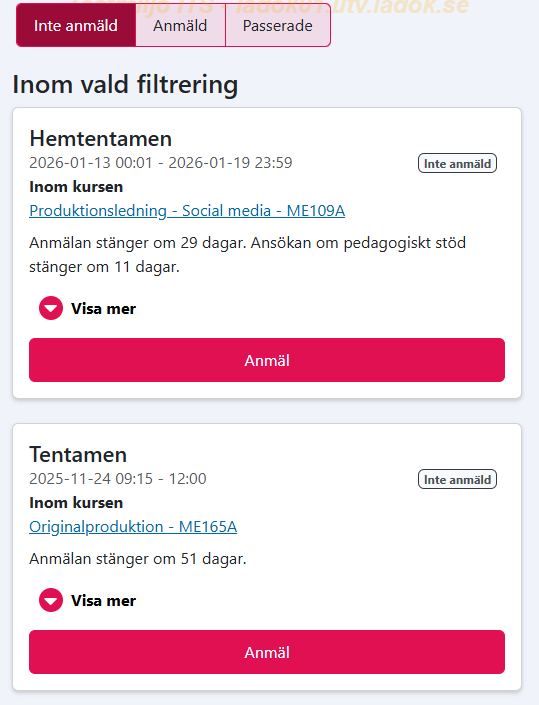 ITS - ladok01.utv.ladok.se
Inte anmäld
Anmäld
Passerade
Inom vald filtrering
Hemtentamen
2026-01-13 00:01 - 2026-01-19 23:59
Inte anmäld
Inom kursen
Produktionsledning - Social media - ME109A
Anmälan stänger om 29 dagar. Ansökan om pedagogiskt stöd
stänger om 11 dagar.
Visa mer
Anmäl
Tentamen
2025-11-24 09:15 - 12:00
Inte anmäld
Inom kursen
Originalproduktion - ME165A
Anmälan stänger om 51 dagar.
Visa mer
Anmäl